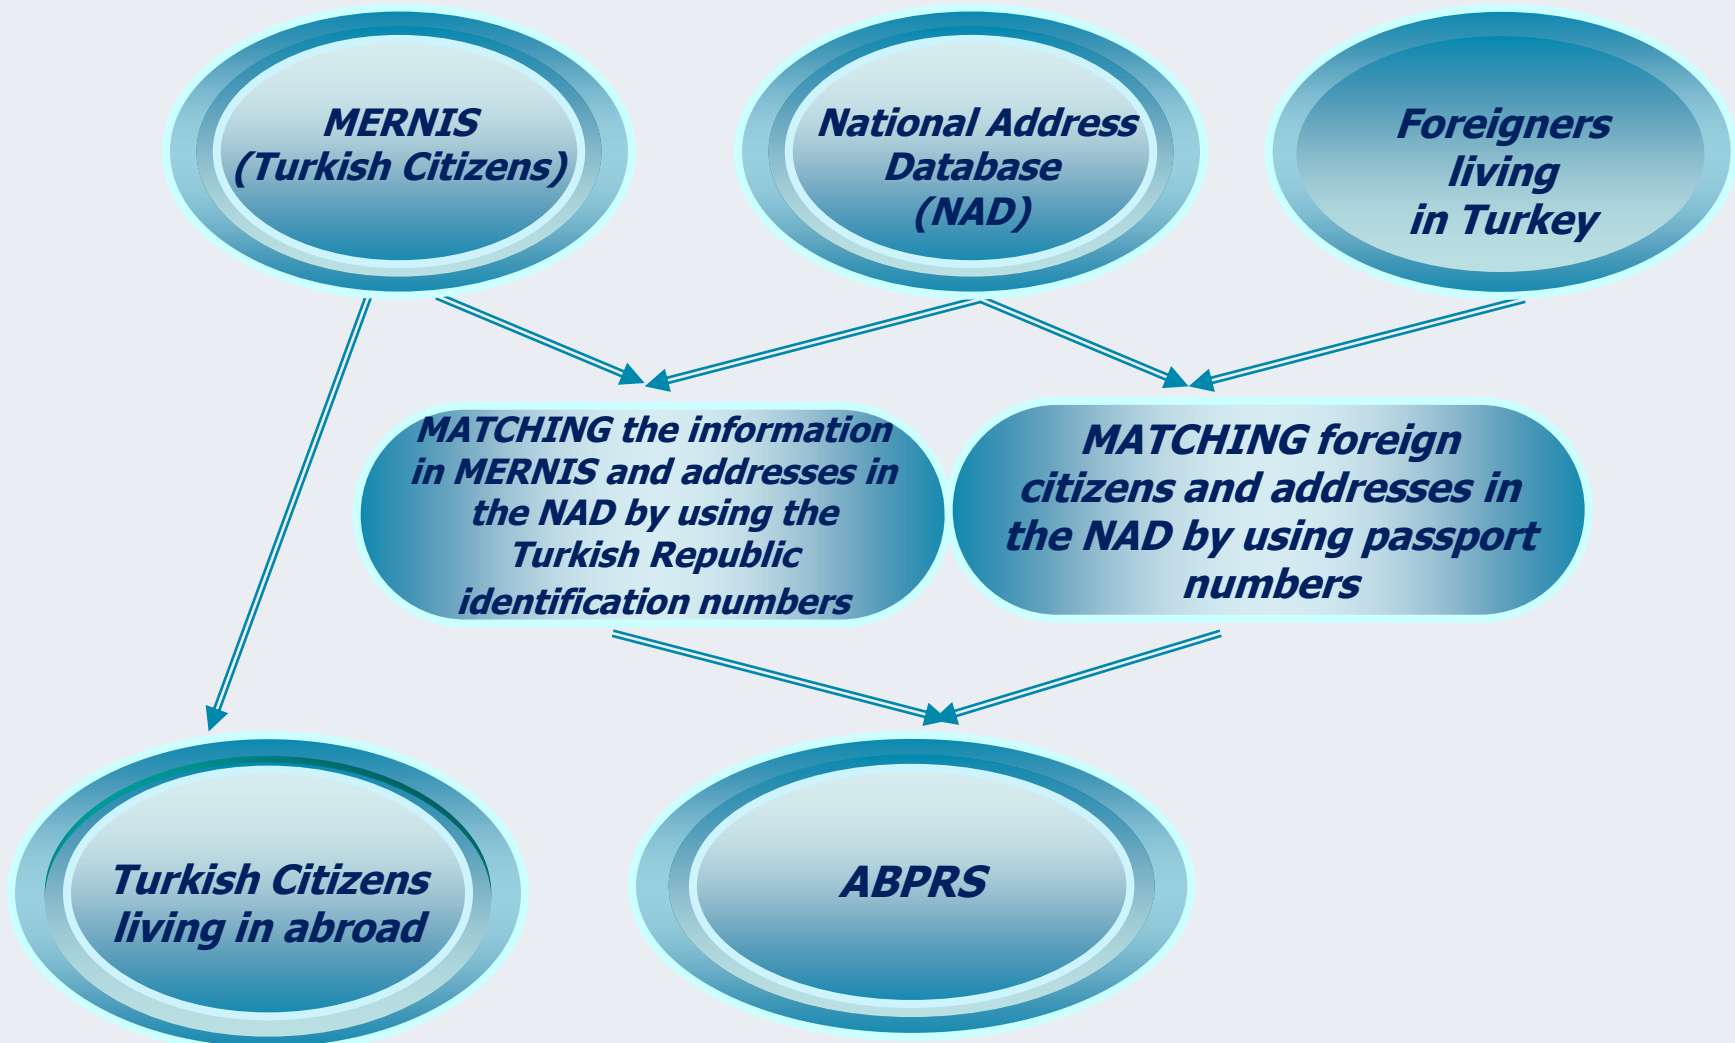 MERNIS
(Turkish Citizens)
National Address
Database
(NAD)
Foreigners
living
in Turkey
MATCHING the information
in MERNIS and addresses in
the NAD by using the
Turkish Republic
identification numbers
MATCHING foreign
citizens and addresses in
the NAD by using passport
numbers
Turkish Citizens
living in abroad
ABPRS